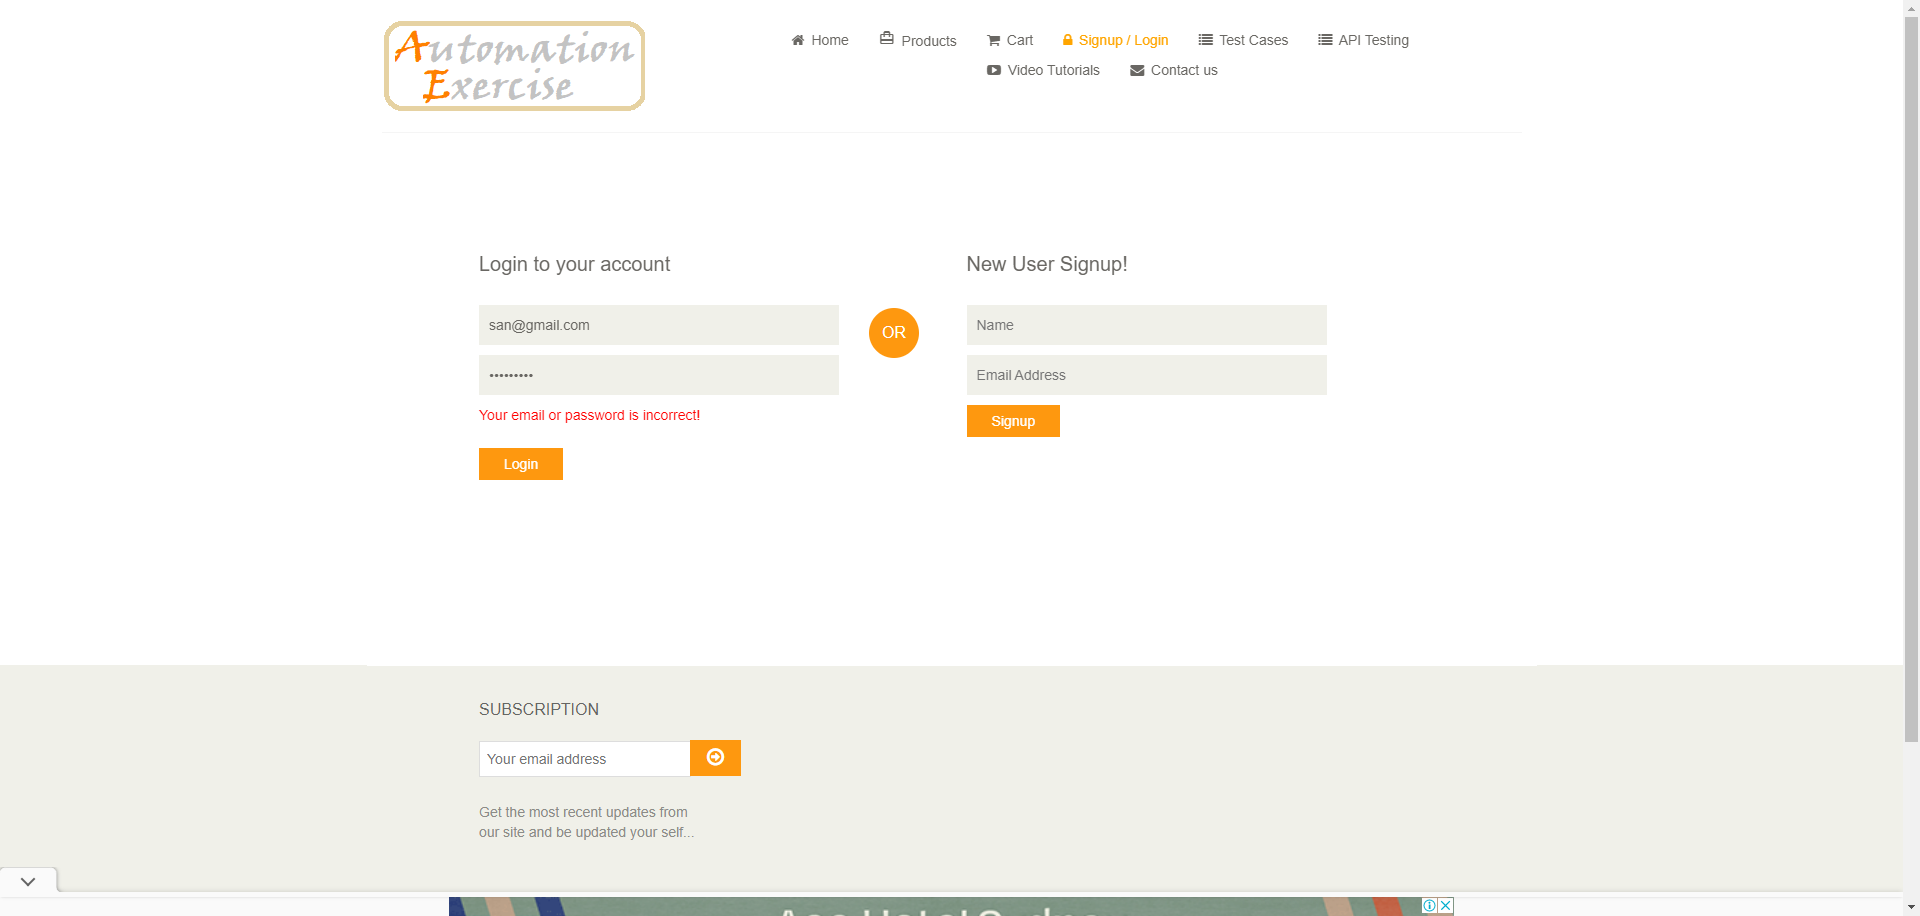 Automation
Exercise
Home
Products
Cart
Signup / Login
Test Cases
API Testing
Video Tutorials
Contact us
Login to your account
san@gmail.com
•••••••••
Your email or password is incorrect!
Login
OR
New User Signup!
Name
Email Address
Signup
SUBSCRIPTION
Your email address
Get the most recent updates from
our site and be updated your self...